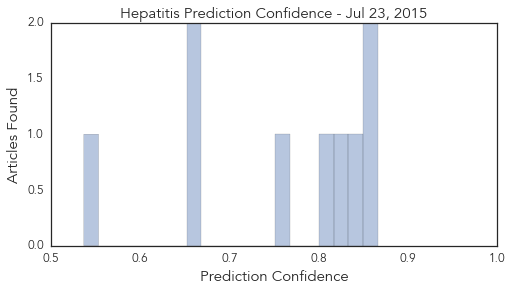 Hepatitis Prediction Confidence - Jul 23, 2015
2.0
1.5
1.0
0.5
0.0
Articles Found
0.5 0.6 0.7 0.8 0.9 1.0
Prediction Confidence